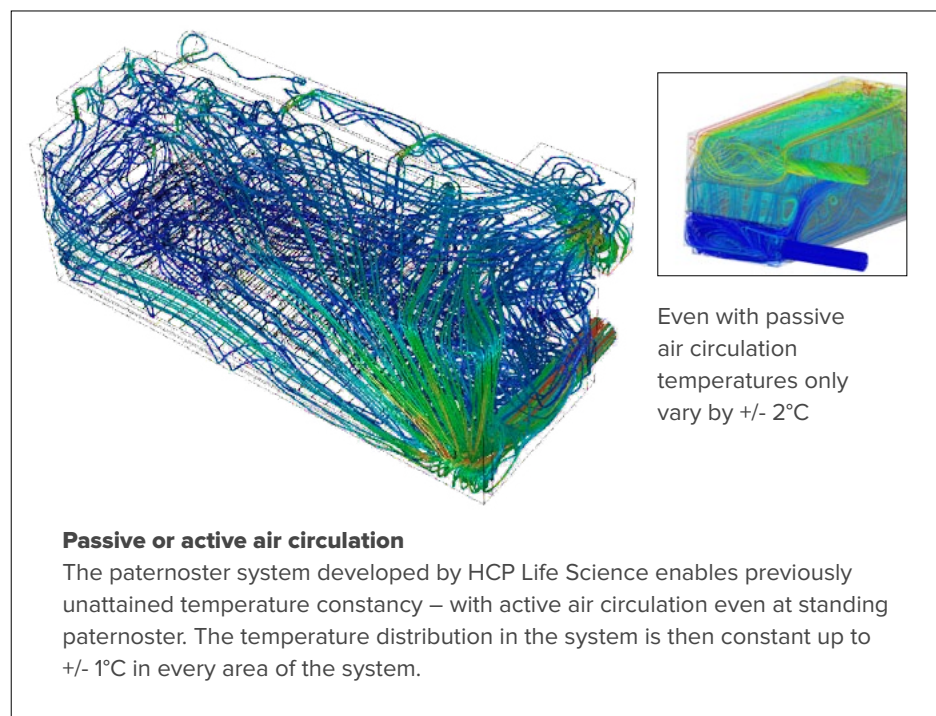 Even with passive
air circulation
temperatures only
vary by +/- 2°C
Passive or active air circulation
The paternoster system developed by HCP Life Science enables previously
unattained temperature constancy – with active air circulation even at standing
paternoster. The temperature distribution in the system is then constant up to
+/- 1°C in every area of the system.